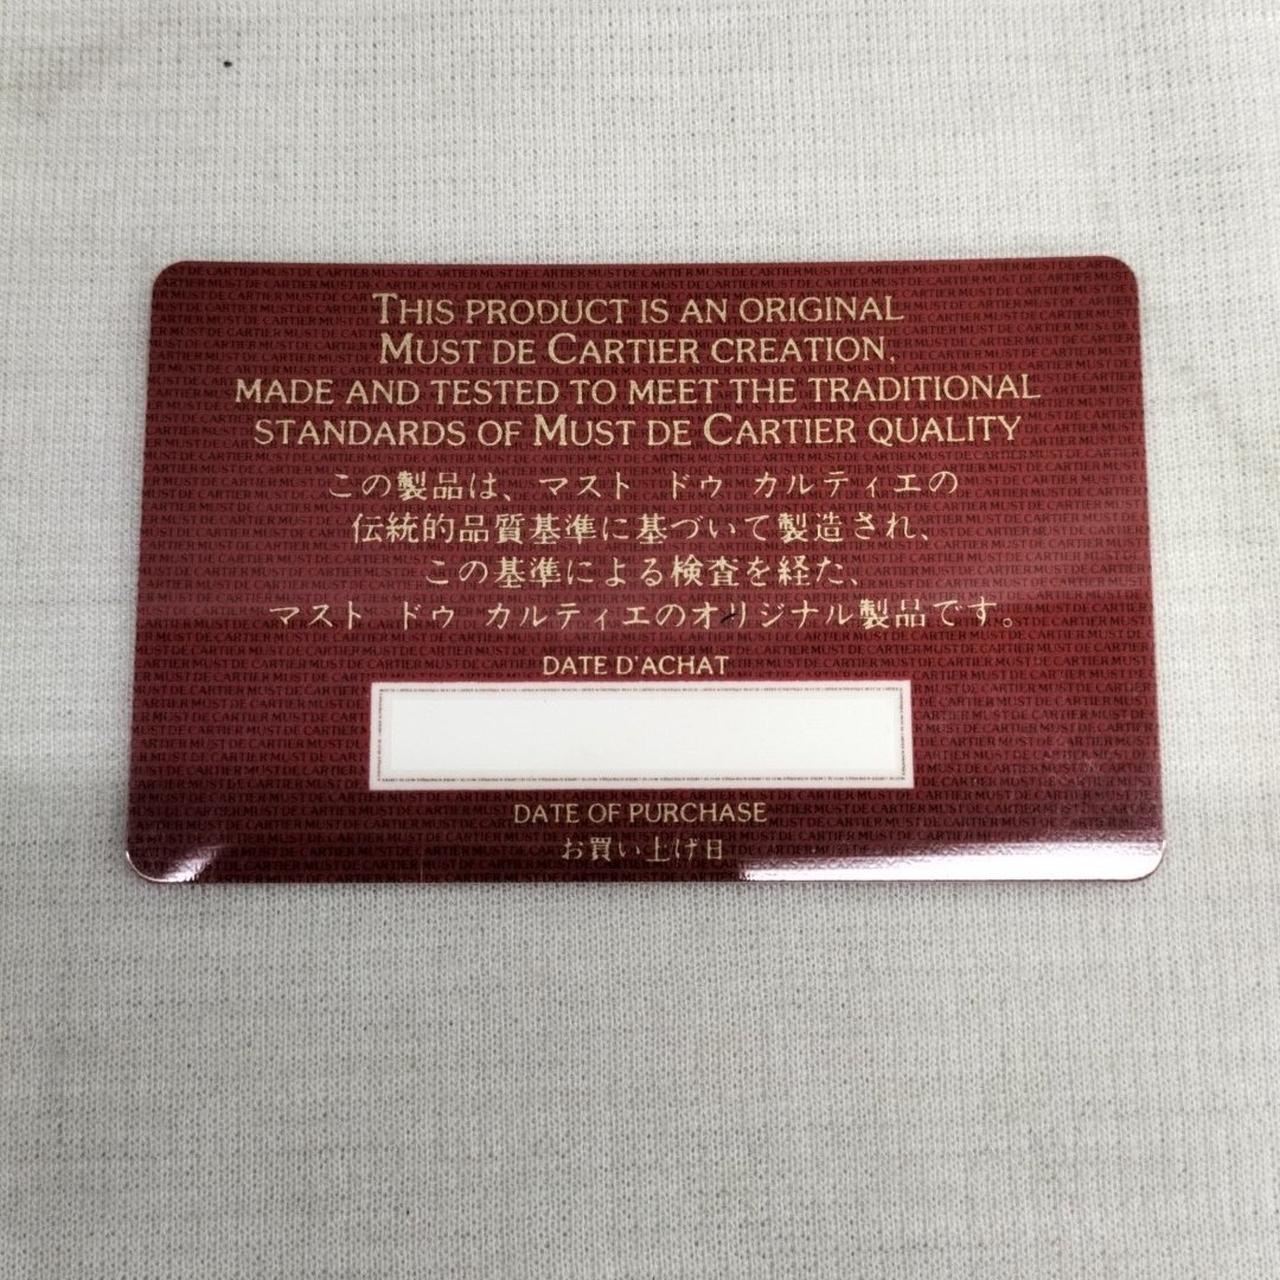 THIS PRODUCT IS AN ORIGINAL
MUST DE CARTIER CREATION,
MADE AND TESTED TO MEET THE TRADITIONAL
STANDARDS OF MUST DE CARTIER QUALITY
この製品は、マスト ドゥ カルティエの
伝統的品質基準に基づいて製造され、
この基準による検査を経た、
マスト ドゥ カルティエのオリジナル製品です。
DATE D'ACHAT
DATE OF PURCHASE
お買い上げ日